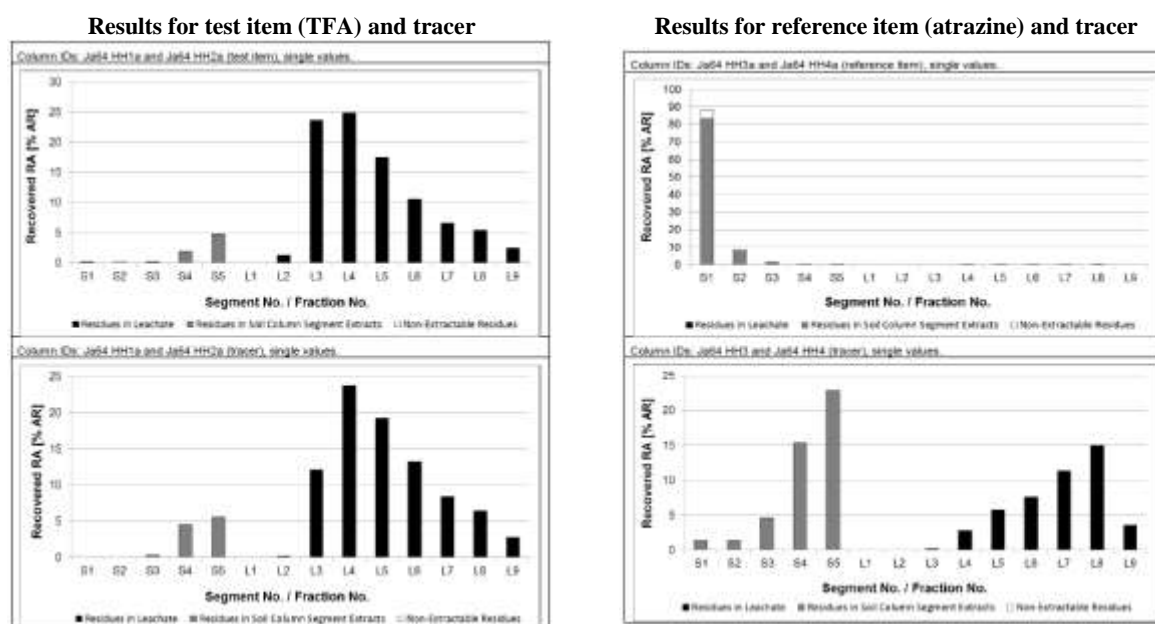 Results for test item (TFA) and tracer
Column IDs: Ja64 HH1a and Ja64 HH2a (test item), single values.
Recovered RA [% AR]
30
25
20
15
10
5
0
S1 S2 S3 S4 S5 L1 L2 L3 L4 L5 L6 L7 L8 L9
Segment No. / Fraction No.
Residues in Leachate Residues in Soil Column Segment Extracts Non-Extractable Residues
Column IDs: Ja64 HH1a and Ja64 HH2a (tracer), single values.
Recovered RA [% AR]
25
20
15
10
5
0
S1 S2 S3 S4 S5 L1 L2 L3 L4 L5 L6 L7 L8 L9
Segment No. / Fraction No.
Residues in Leachate Residues in Soil Column Segment Extracts Non-Extractable Residues
Results for reference item (atrazine) and tracer
Column IDs: Ja64 HH3a and Ja64 HH4a (reference item), single values.
Recovered RA [% AR]
100
90
80
70
60
50
40
30
20
10
0
S1 S2 S3 S4 S5 L1 L2 L3 L4 L5 L6 L7 L8 L9
Segment No. / Fraction No.
Residues in Leachate Residues in Soil Column Segment Extracts Non-Extractable Residues
Column IDs: Ja64 HH3 and Ja64 HH4 (tracer), single values.
Recovered RA [% AR]
25
20
15
10
5
0
S1 S2 S3 S4 S5 L1 L2 L3 L4 L5 L6 L7 L8 L9
Segment No. / Fraction No.
Residues in Leachate Residues in Soil Column Segment Extracts Non-Extractable Residues